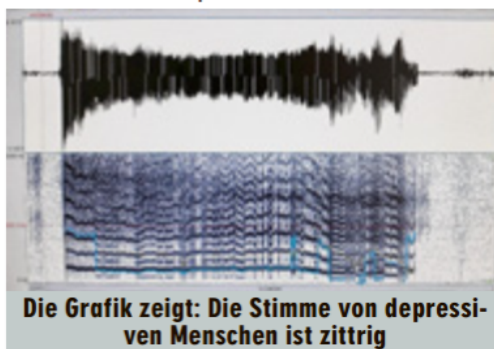 Die Grafik zeigt: Die Stimme von depressi-
ven Menschen ist zittrig